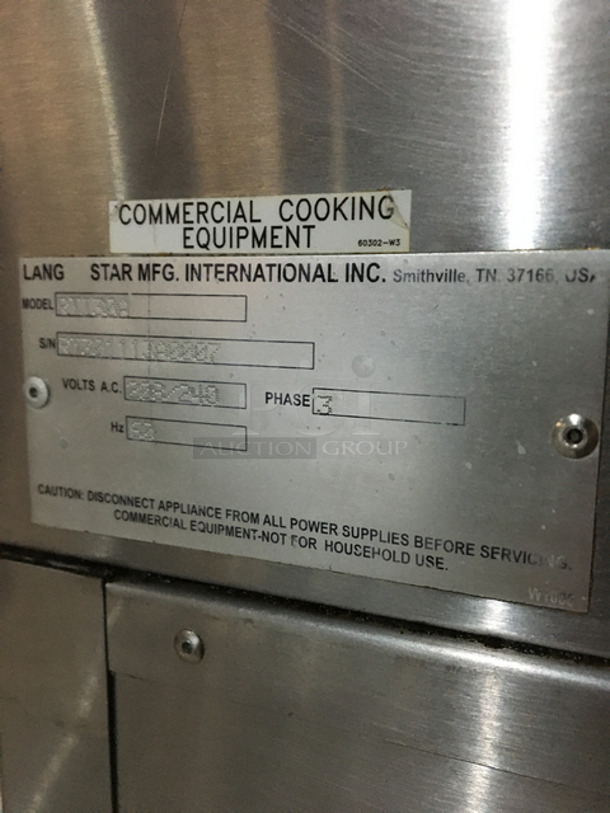 COMMERCIAL COOKING
EQUIPMENT 60302-W3
LANG STAR MFG. INTERNATIONAL INC. Smithville, TN. 37166, USA
MODEL
S/N
VOLTS A.C. 208/240 PHASE 3
Hz
AUCTION GROUP
CAUTION: DISCONNECT APPLIANCE FROM ALL POWER SUPPLIES BEFORE SERVICING.
COMMERCIAL EQUIPMENT-NOT FOR HOUSEHOLD USE.